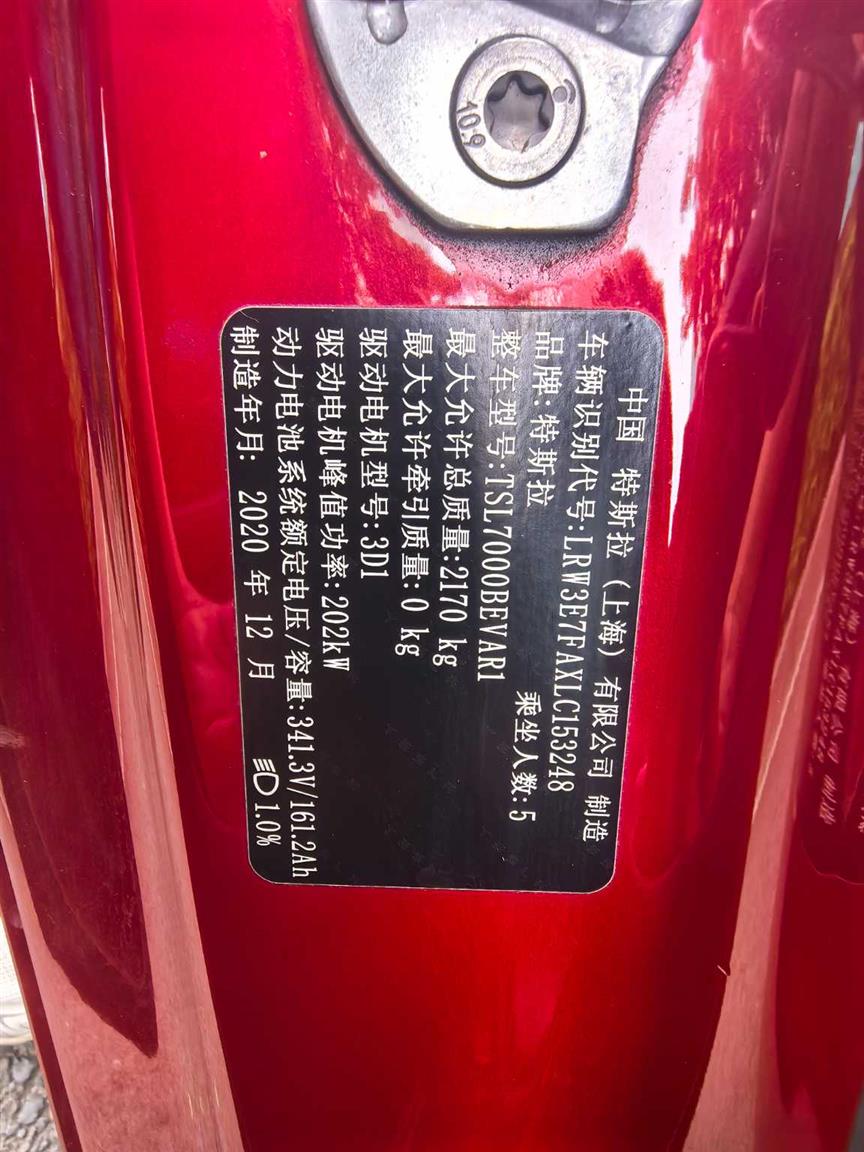 中国 特斯拉（上海）有限公司 制造
车辆识别代号:LRW3E7FAXLC153248
品牌:特斯拉 乘坐人数:5
整车型号:TSL7000BEVAR1
最大允许总质量:2170 kg
最大允许牵引质量:0 kg
驱动电机型号:3D1
驱动电机峰值功率:202kW
动力电池系统额定电压/容量:341.3V/161.2Ah
制造年月: 2020 年 12 月 1.0%
10.9